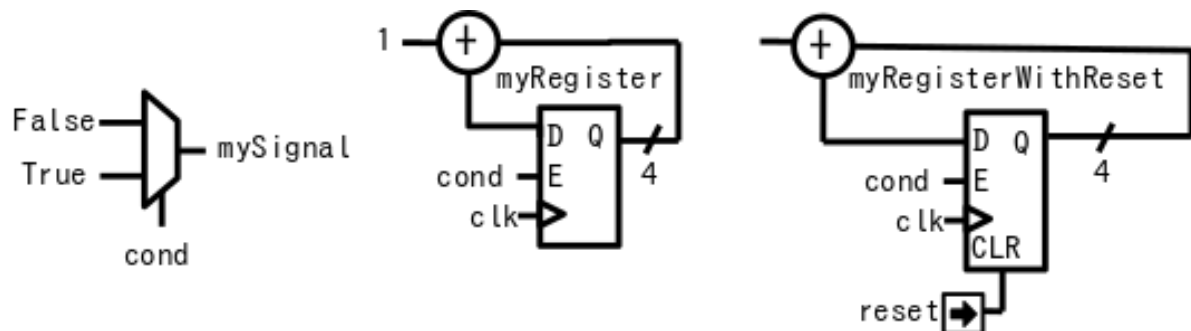 False
True
mySignal
cond
1
+
myRegister
D Q
4
cond
E
clk
+
myRegisterWithReset
D Q
4
cond
E
clk
CLR
reset